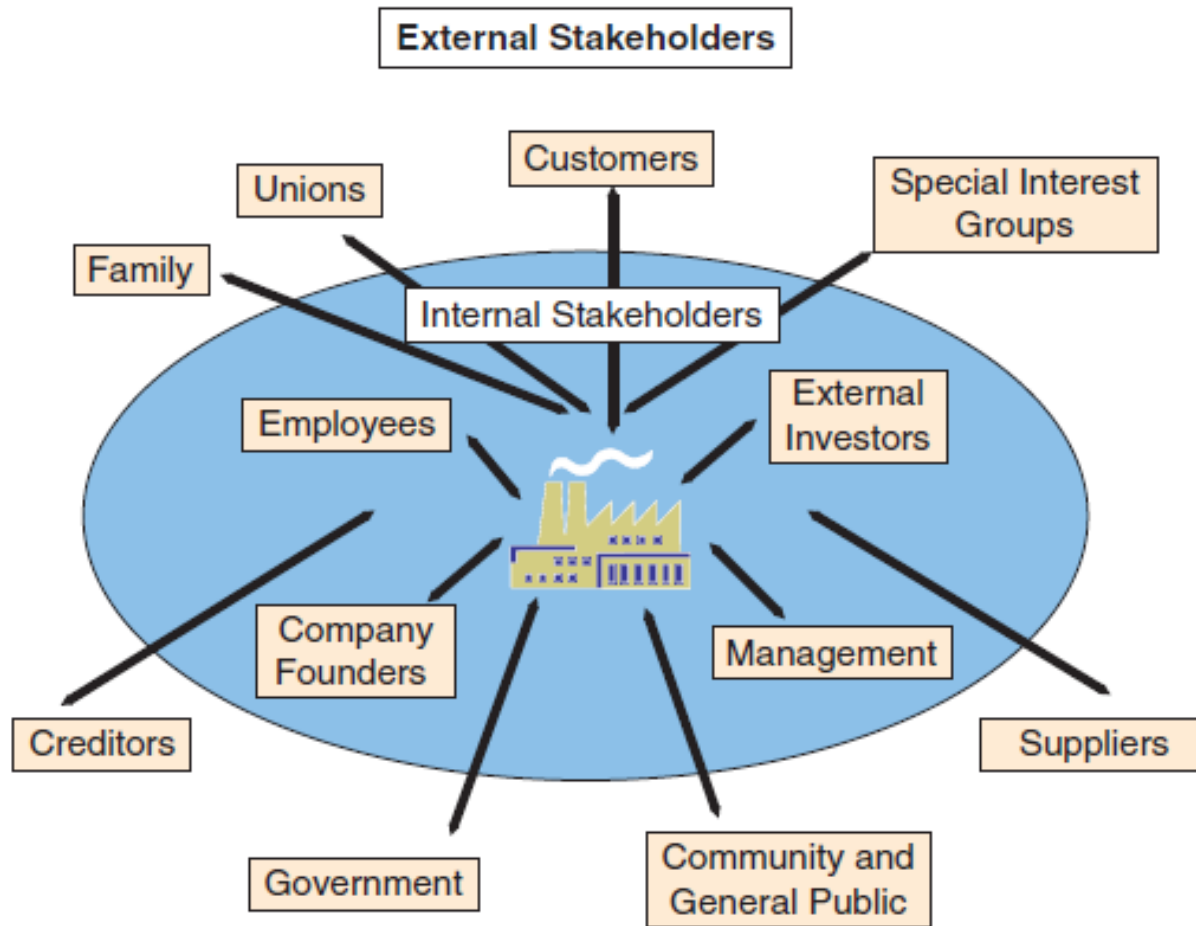 External Stakeholders
Customers
Unions
Special Interest
Groups
Family
Internal Stakeholders
Employees
External
Investors
Company
Founders
Management
Creditors
Suppliers
Government
Community and
General Public